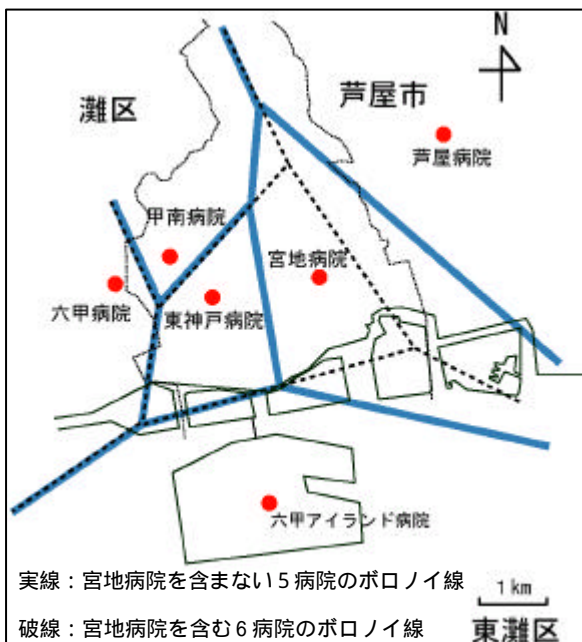 N
灘区
芦屋市
芦屋病院
甲南病院
宮地病院
六甲病院
東神戸病院
六甲アイランド病院
実線：宮地病院を含まない5病院のボロノイ線
1km
破線：宮地病院を含む6病院のボロノイ線
東灘区